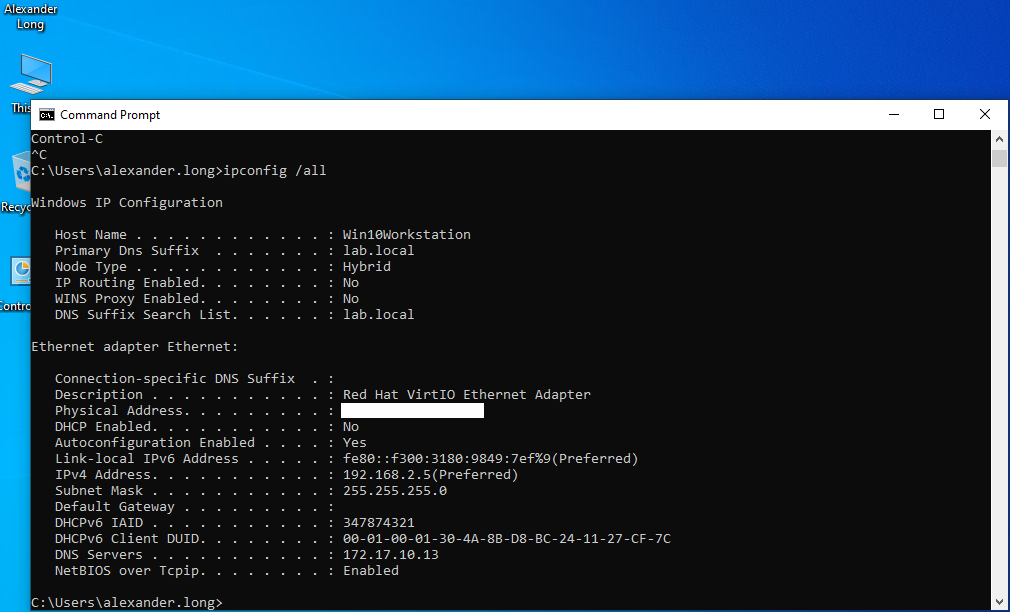 Alexander
Long
This
Recyc
Contro
Command Prompt
Control-C
^C
C:\Users\alexander.long>ipconfig /all
Windows IP Configuration
Host Name . . . . . . . . . . . . : Win10Workstation
Primary Dns Suffix  . . . . . . . : lab.local
Node Type . . . . . . . . . . . . : Hybrid
IP Routing Enabled. . . . . . . . : No
WINS Proxy Enabled. . . . . . . . : No
DNS Suffix Search List. . . . . . : lab.local
Ethernet adapter Ethernet:
Connection-specific DNS Suffix  . :
Description . . . . . . . . . . . : Red Hat VirtIO Ethernet Adapter
Physical Address. . . . . . . . . :
DHCP Enabled. . . . . . . . . . . : No
Autoconfiguration Enabled . . . . : Yes
Link-local IPv6 Address . . . . . : fe80::f300:3180:9849:7ef%9(Preferred)
IPv4 Address. . . . . . . . . . . : 192.168.2.5(Preferred)
Subnet Mask . . . . . . . . . . . : 255.255.255.0
Default Gateway . . . . . . . . . :
DHCPv6 IAID . . . . . . . . . . . : 347874321
DHCPv6 Client DUID. . . . . . . . : 00-01-00-01-30-4A-8B-D8-BC-24-11-27-CF-7C
DNS Servers . . . . . . . . . . . : 172.17.10.13
NetBIOS over Tcpip. . . . . . . . : Enabled
C:\Users\alexander.long>